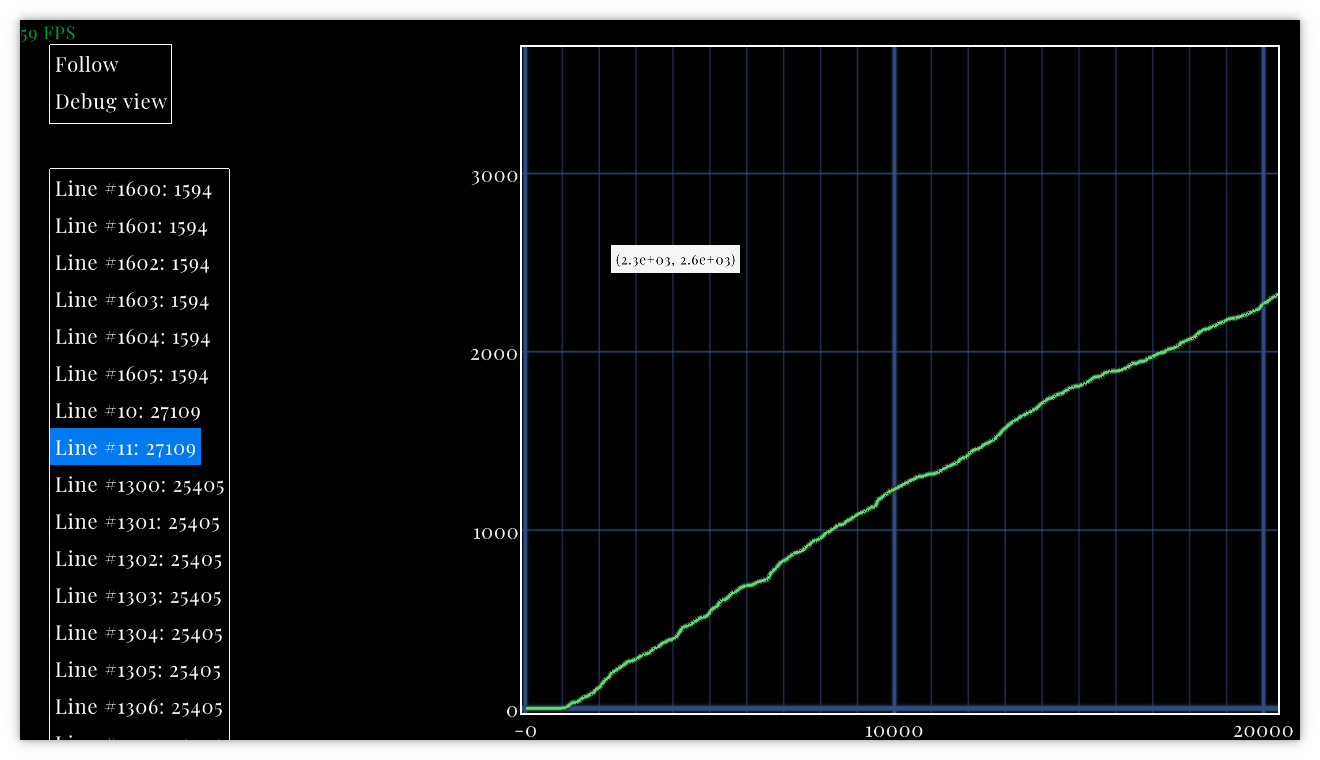 59 FPS
Follow
Debug view
Line #1600: 1594
Line #1601: 1594
Line #1602: 1594
Line #1603: 1594
Line #1604: 1594
Line #1605: 1594
Line #10: 27109
Line #11: 27109
Line #1300: 25405
Line #1301: 25405
Line #1302: 25405
Line #1303: 25405
Line #1304: 25405
Line #1305: 25405
Line #1306: 25405
3000
(2.3e+03, 2.6e+03)
2000
1000
0
-0 10000 20000